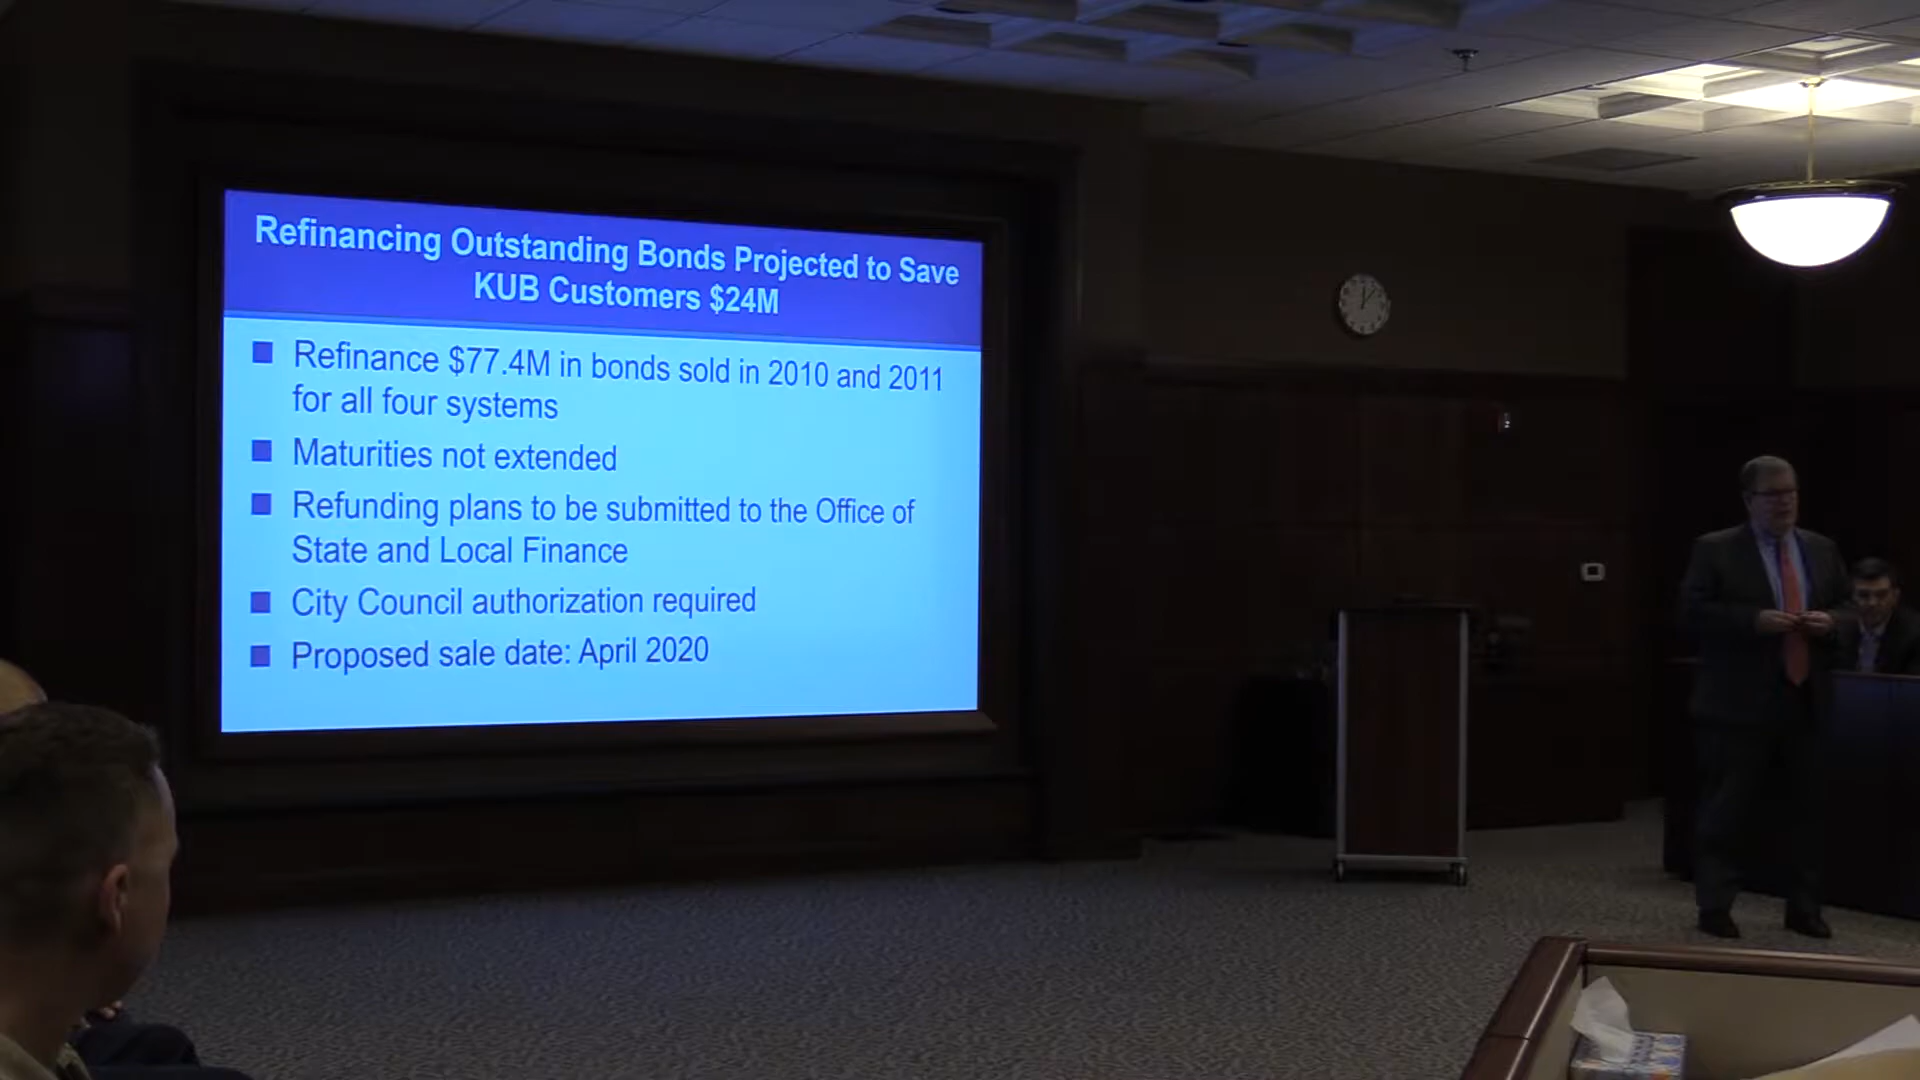 Refinancing Outstanding Bonds Projected to Save
KUB Customers $24M
Refinance $77.4M in bonds sold in 2010 and 2011
for all four systems
Maturities not extended
Refunding plans to be submitted to the Office of
State and Local Finance
City Council authorization required
Proposed sale date: April 2020